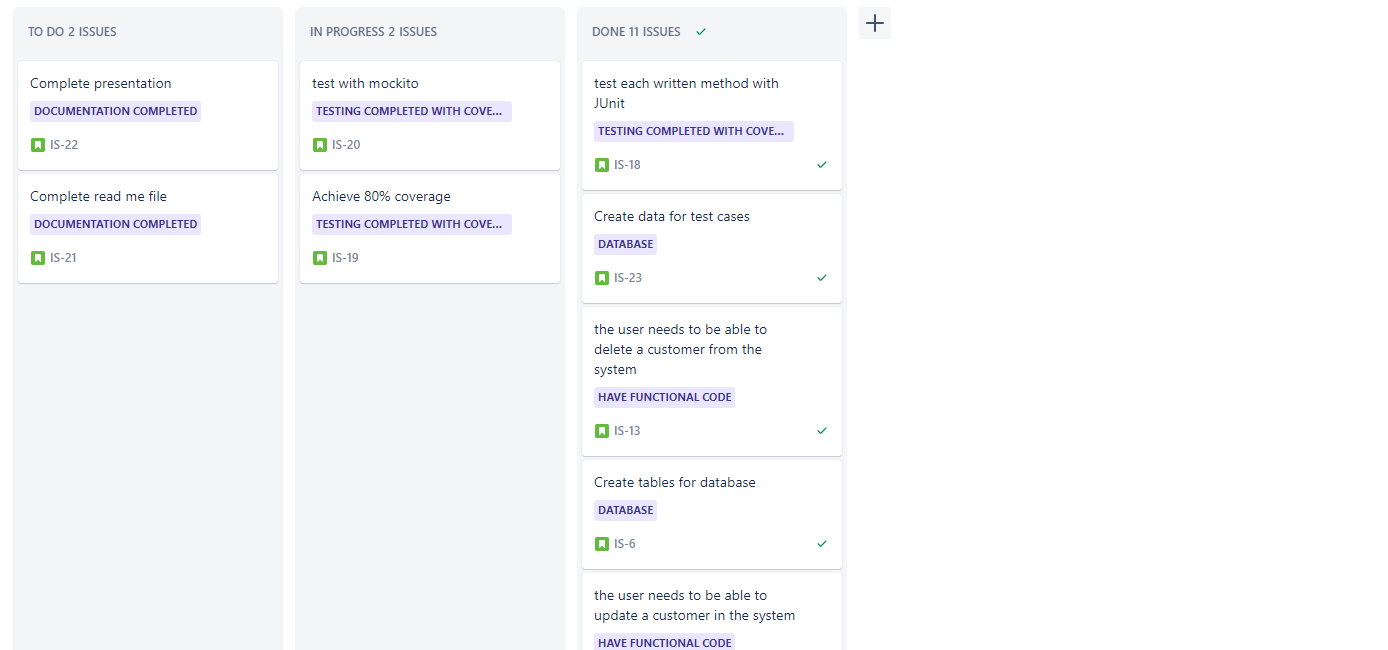 TO DO 2 ISSUES
Complete presentation
DOCUMENTATION COMPLETED
IS-22
Complete read me file
DOCUMENTATION COMPLETED
IS-21
IN PROGRESS 2 ISSUES
test with mockito
TESTING COMPLETED WITH COVE...
IS-20
Achieve 80% coverage
TESTING COMPLETED WITH COVE...
IS-19
DONE 11 ISSUES
test each written method with
JUnit
TESTING COMPLETED WITH COVE...
IS-18
Create data for test cases
DATABASE
IS-23
the user needs to be able to
delete a customer from the
system
HAVE FUNCTIONAL CODE
IS-13
Create tables for database
DATABASE
IS-6
the user needs to be able to
update a customer in the system
HAVE FUNCTIONAL CODE